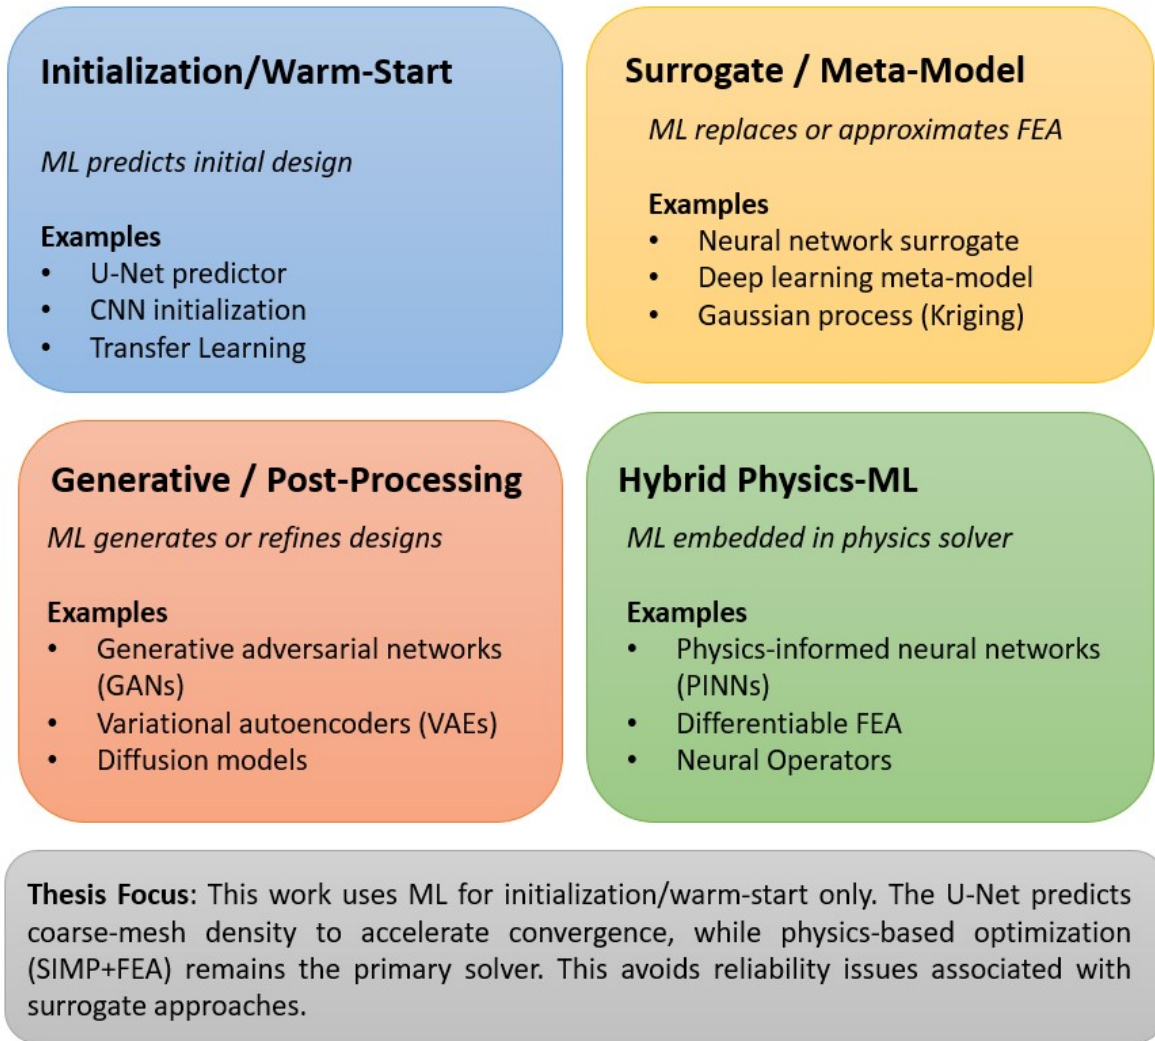 Initialization/Warm-Start
ML predicts initial design
Examples
• U-Net predictor
• CNN initialization
• Transfer Learning
Surrogate / Meta-Model
ML replaces or approximates FEA
Examples
• Neural network surrogate
• Deep learning meta-model
• Gaussian process (Kriging)
Generative / Post-Processing
ML generates or refines designs
Examples
• Generative adversarial networks
(GANs)
• Variational autoencoders (VAEs)
• Diffusion models
Hybrid Physics-ML
ML embedded in physics solver
Examples
• Physics-informed neural networks
(PINNs)
• Differentiable FEA
• Neural Operators
Thesis Focus: This work uses ML for initialization/warm-start only. The U-Net predicts
coarse-mesh density to accelerate convergence, while physics-based optimization
(SIMP+FEA) remains the primary solver. This avoids reliability issues associated with
surrogate approaches.